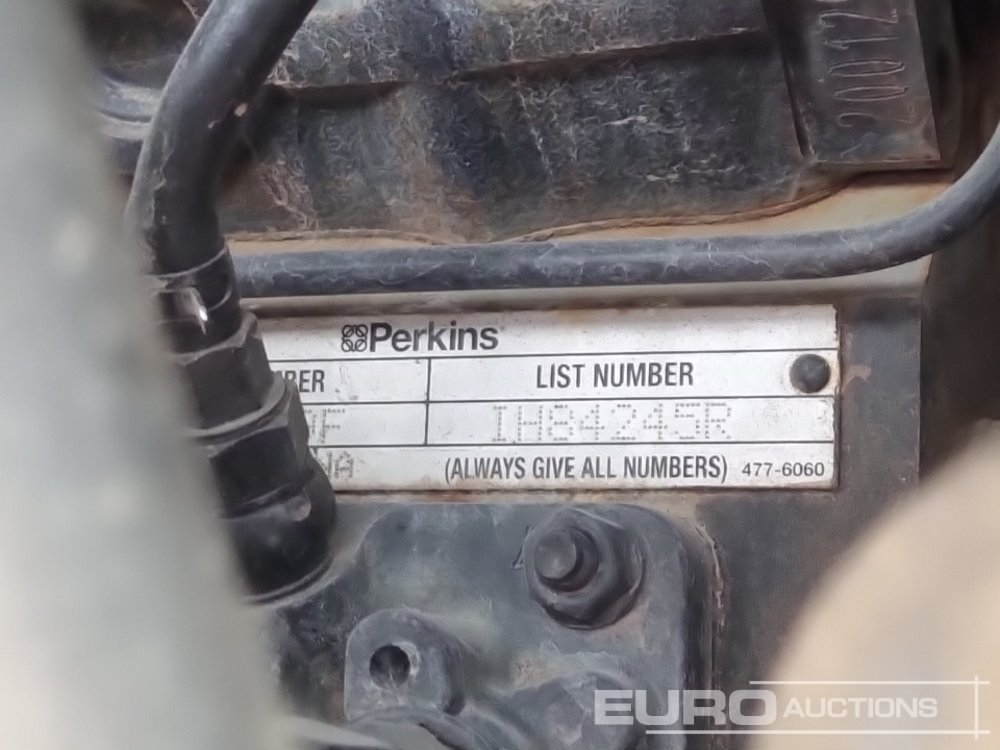 Perkins
LIST NUMBER
IH84245R
(ALWAYS GIVE ALL NUMBERS) 477-6060
EURO AUCTIONS